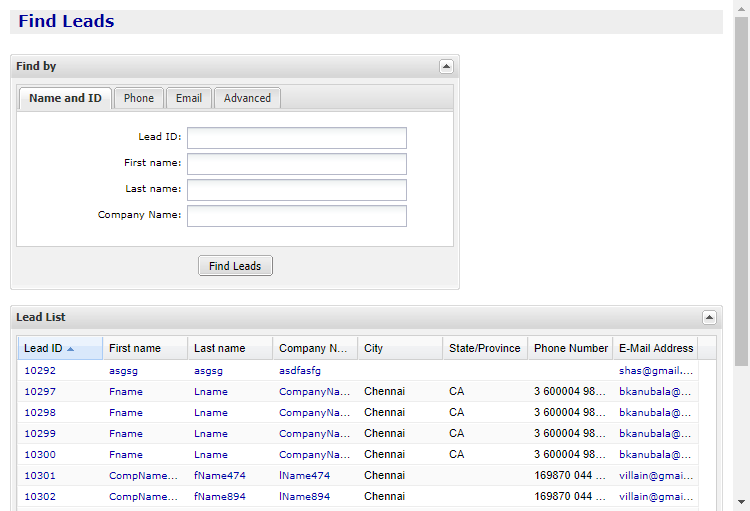 Find Leads
Find by
Name and ID Phone Email Advanced
Lead ID:
First name:
Last name:
Company Name:
Find Leads
Lead List
Lead ID First name Last name Company N... City State/Province Phone Number E-Mail Address
10292 asgsg asgsg asdfasfg shas@gmail....
10297 Fname Lname CompanyNa... Chennai CA 3 600004 98... bkanubala@...
10298 Fname Lname CompanyNa... Chennai CA 3 600004 98... bkanubala@...
10299 Fname Lname CompanyNa... Chennai CA 3 600004 98... bkanubala@...
10300 Fname Lname CompanyNa... Chennai CA 3 600004 98... bkanubala@...
10301 CompName... fName474 lName474 Chennai 169870 044 ... villain@gmai...
10302 CompName... fName894 lName894 Chennai 169870 044 ... villain@gmai...